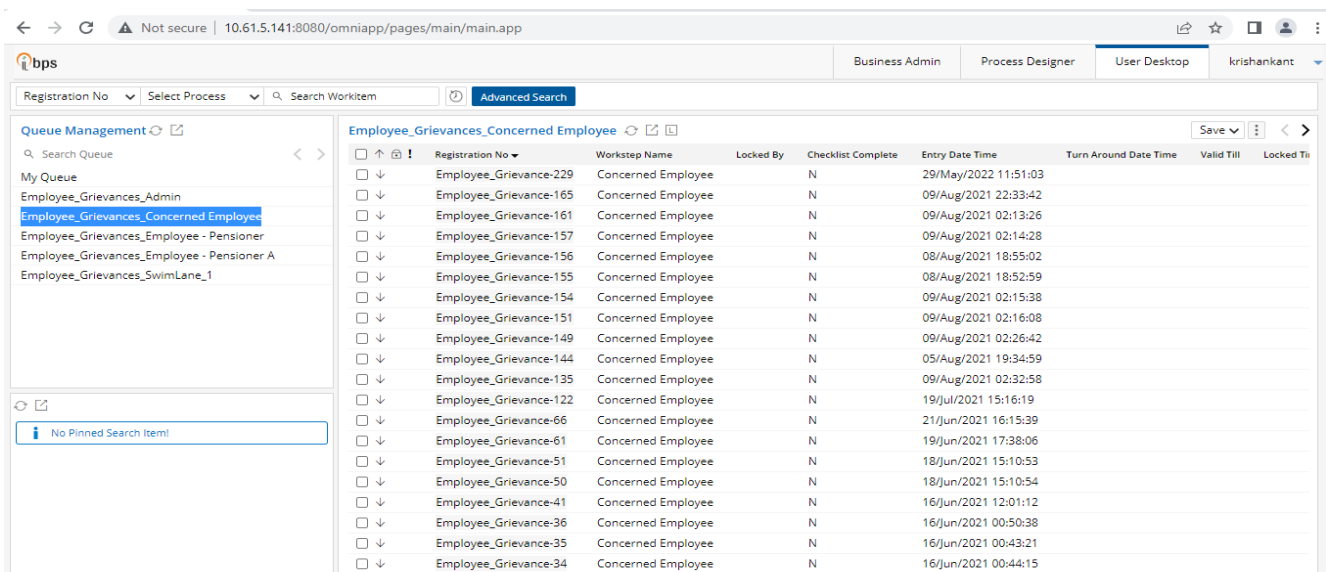 Not secure | 10.61.5.141:8080/omniapp/pages/main/main.app
ibps Business Admin Process Designer User Desktop krishankant
Registration No Select Process Search Workitem Advanced Search
Queue Management
Search Queue
My Queue
Employee_Grievances_Admin
Employee_Grievances_Concerned Employee
Employee_Grievances_Employee - Pensioner
Employee_Grievances_Employee - Pensioner A
Employee_Grievances_SwimLane_1
No Pinned Search Item!
Employee_Grievances_Concerned Employee L Save
! Registration No Workstep Name Locked By Checklist Complete Entry Date Time Turn Around Date Time Valid Till Locked Ti
Employee_Grievance-229 Concerned Employee N 29/May/2022 11:51:03
Employee_Grievance-165 Concerned Employee N 09/Aug/2021 22:33:42
Employee_Grievance-161 Concerned Employee N 09/Aug/2021 02:13:26
Employee_Grievance-157 Concerned Employee N 09/Aug/2021 02:14:28
Employee_Grievance-156 Concerned Employee N 08/Aug/2021 18:55:02
Employee_Grievance-155 Concerned Employee N 08/Aug/2021 18:52:59
Employee_Grievance-154 Concerned Employee N 09/Aug/2021 02:15:38
Employee_Grievance-151 Concerned Employee N 09/Aug/2021 02:16:08
Employee_Grievance-149 Concerned Employee N 09/Aug/2021 02:26:42
Employee_Grievance-144 Concerned Employee N 05/Aug/2021 19:34:59
Employee_Grievance-135 Concerned Employee N 09/Aug/2021 02:32:58
Employee_Grievance-122 Concerned Employee N 19/Jul/2021 15:16:19
Employee_Grievance-66 Concerned Employee N 21/Jun/2021 16:15:39
Employee_Grievance-61 Concerned Employee N 19/Jun/2021 17:38:06
Employee_Grievance-51 Concerned Employee N 18/Jun/2021 15:10:53
Employee_Grievance-50 Concerned Employee N 18/Jun/2021 15:10:54
Employee_Grievance-41 Concerned Employee N 16/Jun/2021 12:01:12
Employee_Grievance-36 Concerned Employee N 16/Jun/2021 00:50:38
Employee_Grievance-35 Concerned Employee N 16/Jun/2021 00:43:21
Employee_Grievance-34 Concerned Employee N 16/Jun/2021 00:44:15